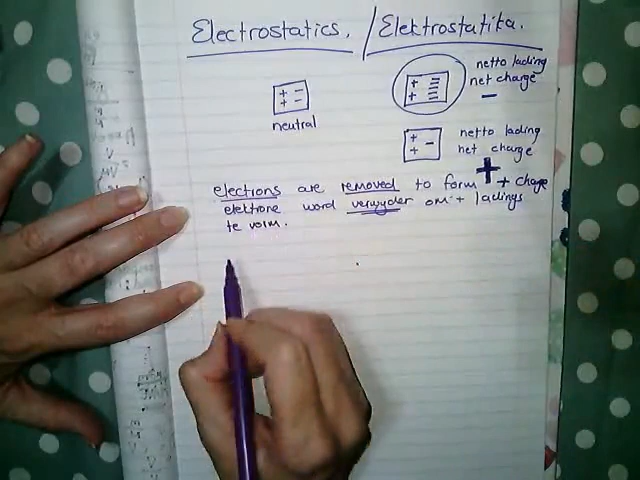 Electrostatics. / Elektrostatika.
+ −
+ −
neutral
+
+
netto lading
net charge
−
+ −
+
netto lading
net charge
+
electrons are removed to form + charge
elektrone word verwyder om + ladings
te vorm.